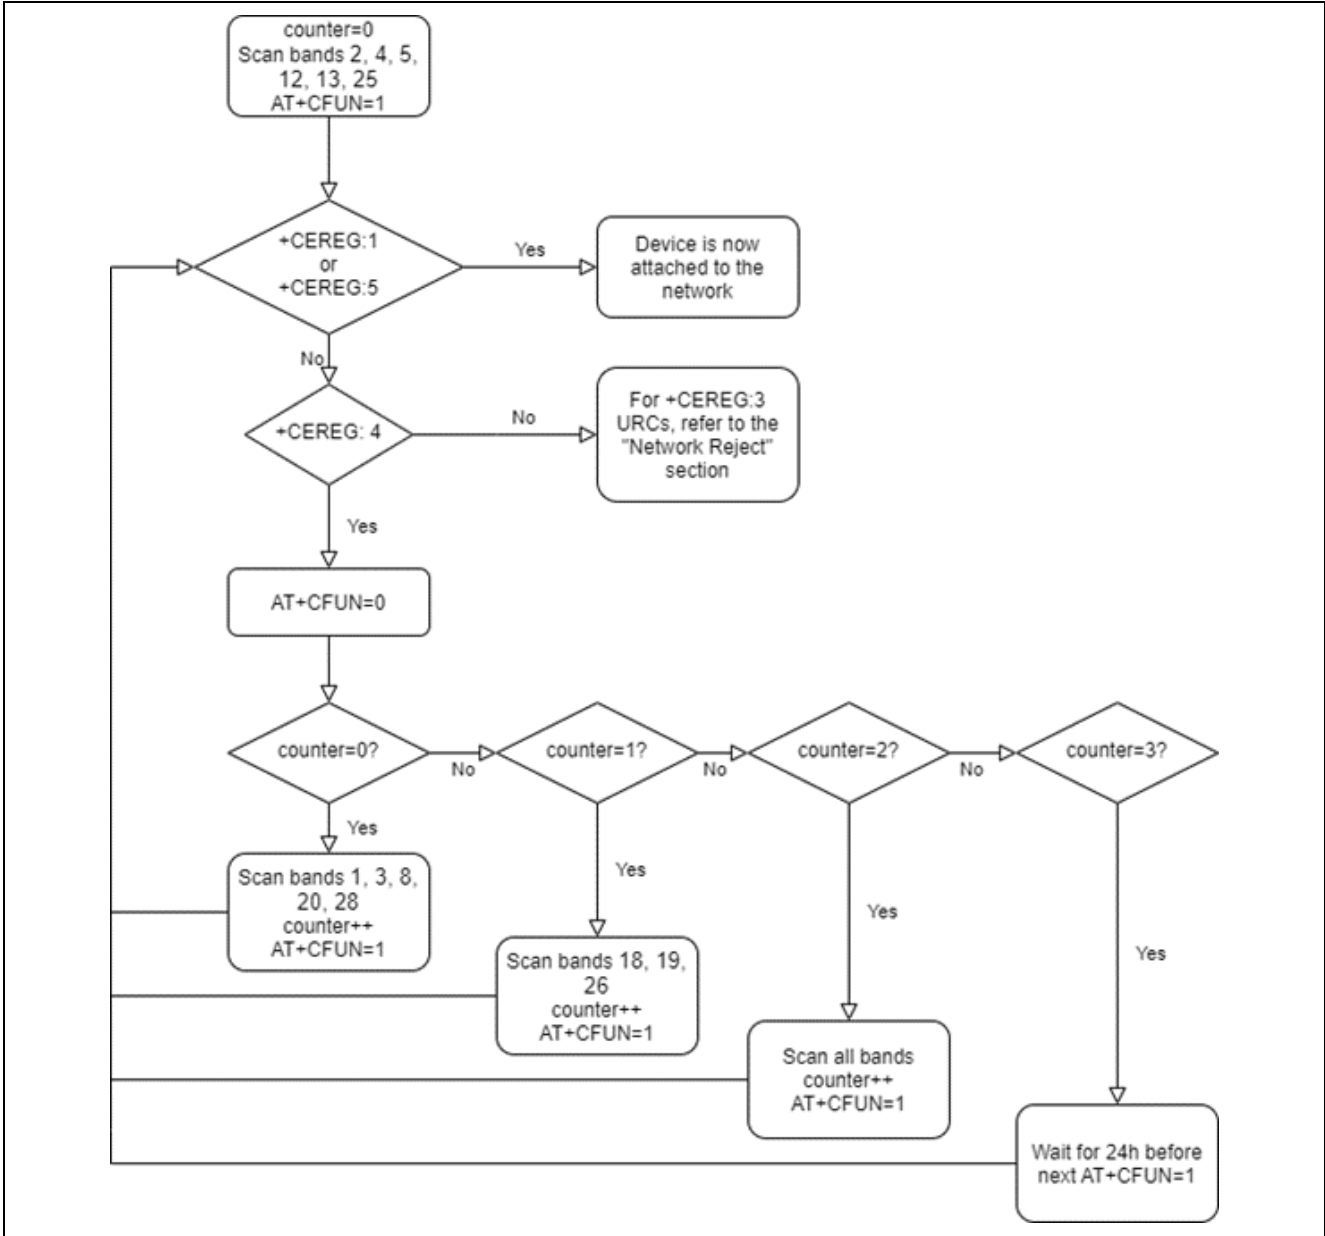 counter=0
Scan bands 2, 4, 5,
12, 13, 25
AT+CFUN=1
+CEREG:1
or
+CEREG:5
Yes
Device is now
attached to the
network
No
+CEREG: 4
No
For +CEREG:3
URCs, refer to the
"Network Reject"
section
Yes
AT+CFUN=0
counter=0?
No
counter=1?
No
counter=2?
No
counter=3?
Yes
Scan bands 1, 3, 8,
20, 28
counter++
AT+CFUN=1
Yes
Scan bands 18, 19,
26
counter++
AT+CFUN=1
Yes
Scan all bands
counter++
AT+CFUN=1
Yes
Wait for 24h before
next AT+CFUN=1